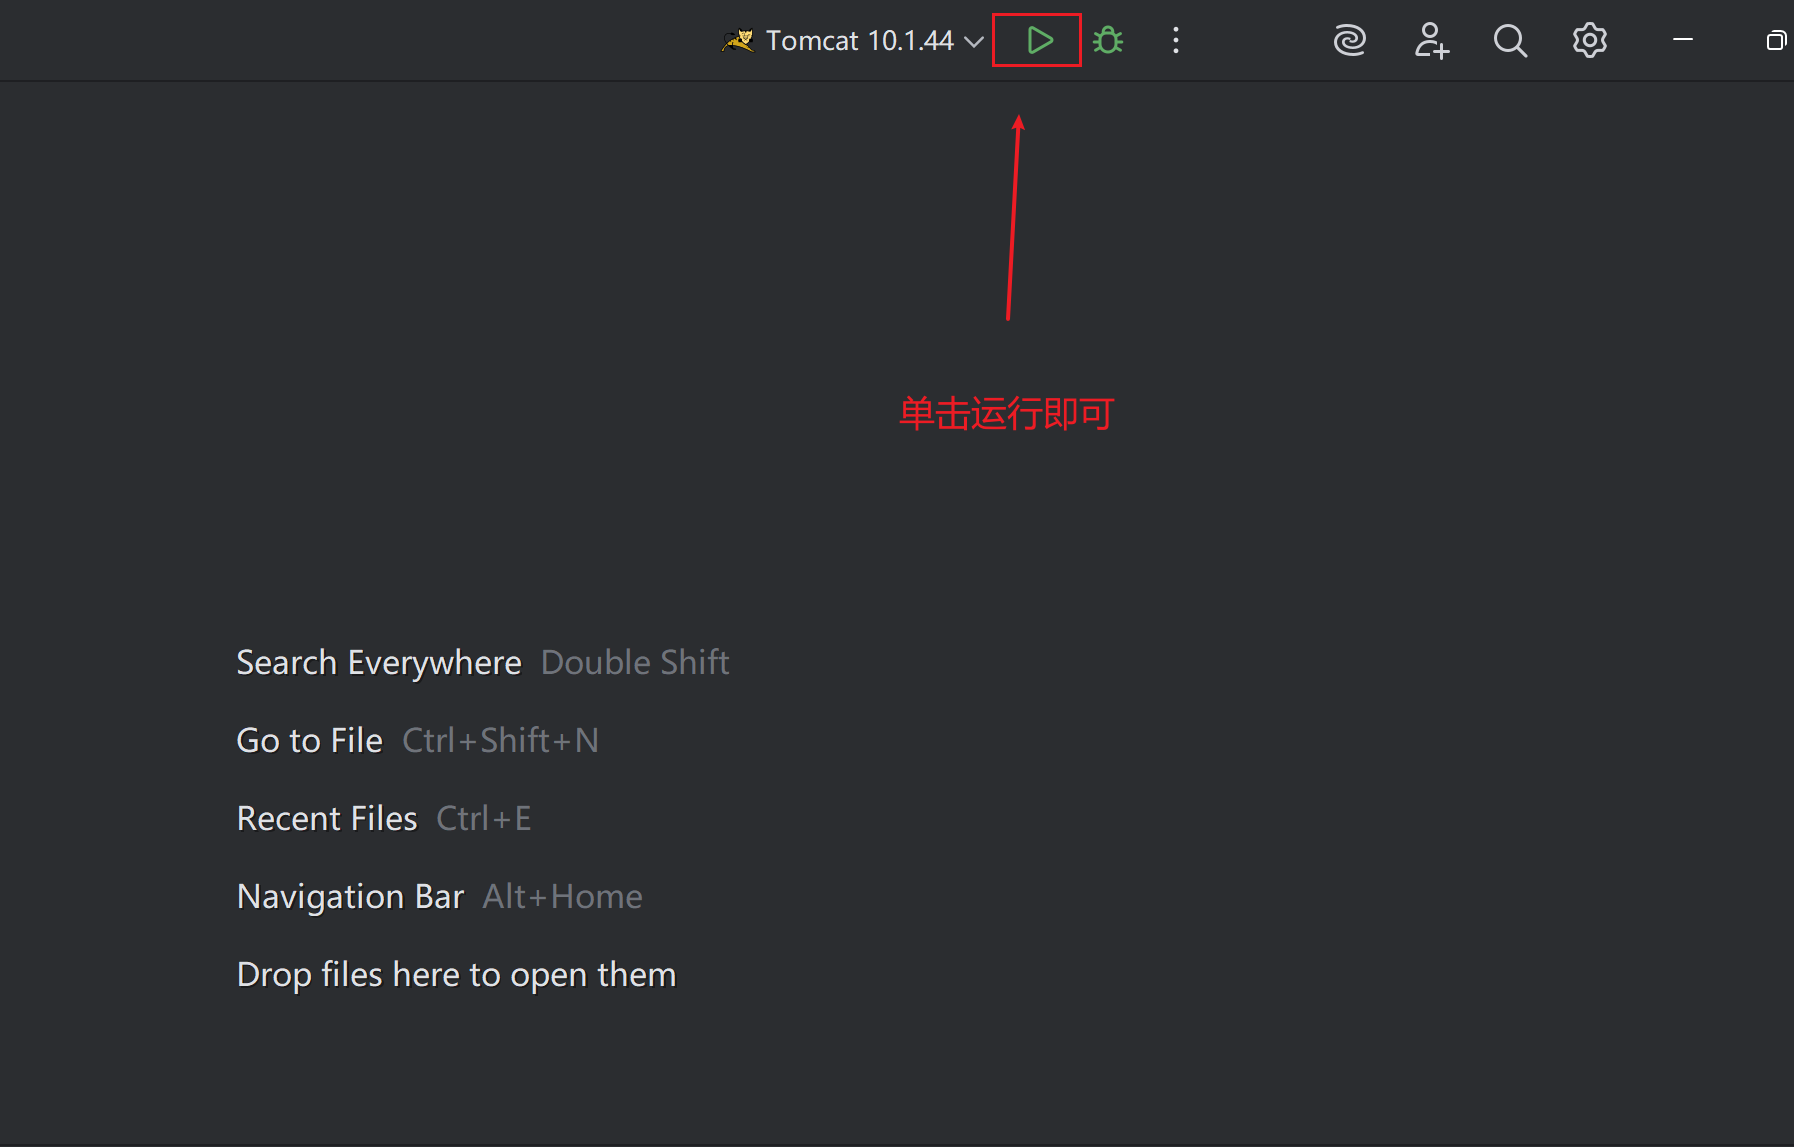 Tomcat 10.1.44
单击运行即可
Search Everywhere Double Shift
Go to File Ctrl+Shift+N
Recent Files Ctrl+E
Navigation Bar Alt+Home
Drop files here to open them